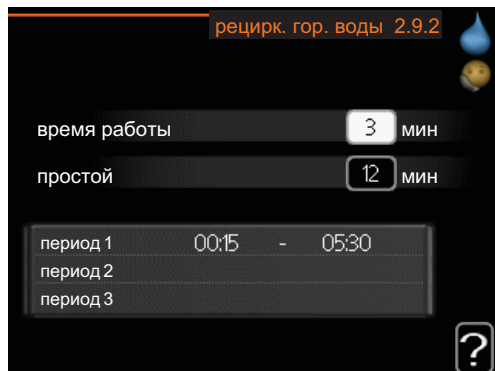 рецирк. гор. воды 2.9.2
время работы 3 мин
простой 12 мин
период 1 00:15 - 05:30
период 2
период 3
?